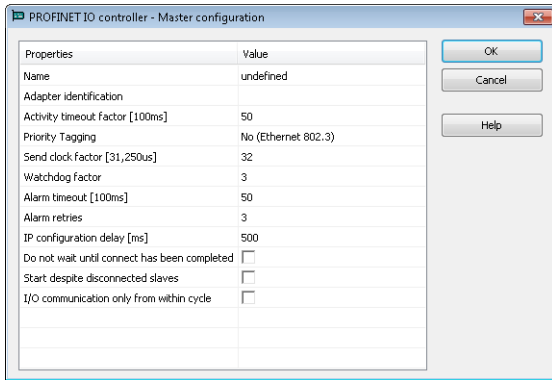 PROFINET IO controller - Master configuration
Properties Value
Name undefined
Adapter identification
Activity timeout factor [100ms] 50
Priority Tagging No (Ethernet 802.3)
Send clock factor [31,250us] 32
Watchdog factor 3
Alarm timeout [100ms] 50
Alarm retries 3
IP configuration delay [ms] 500
Do not wait until connect has been completed
Start despite disconnected slaves
I/O communication only from within cycle
OK
Cancel
Help